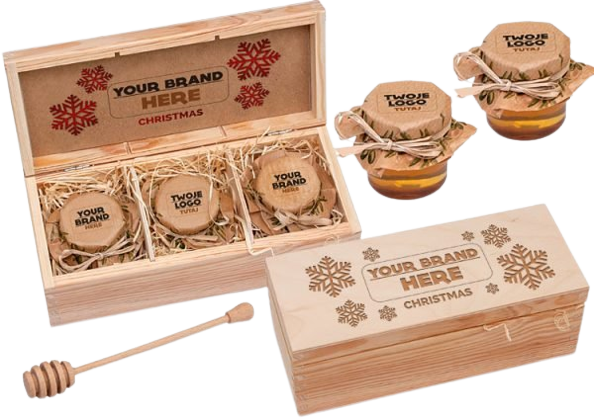 YOUR BRAND
HERE
CHRISTMAS
TWOJE
LOGO
TUTAJ
TWOJE
LOGO
TUTAJ
YOUR
BRAND
HERE
TWOJE
LOGO
TUTAJ
YOUR
BRAND
HERE
YOUR BRAND
HERE
CHRISTMAS